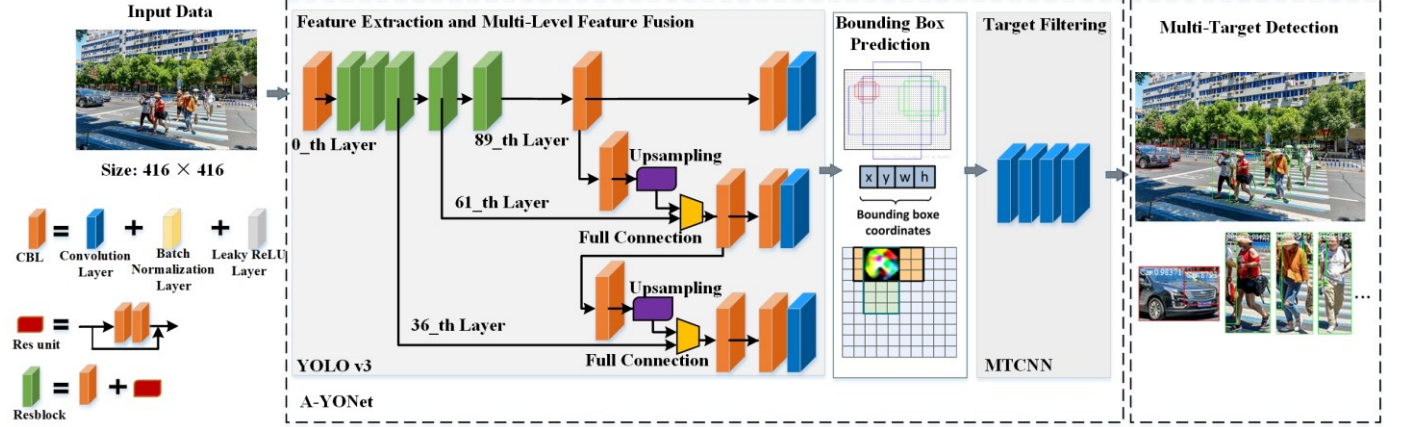 Input Data
Size: 416 × 416
CBL
=
Convolution
Layer
+
Batch
Normalization
Layer
+
Leaky ReLU
Layer
Res unit
=
Resblock
=
+
Feature Extraction and Multi-Level Feature Fusion
0_th Layer
89_th Layer
Upsampling
61_th Layer
Full Connection
Upsampling
36_th Layer
Full Connection
YOLO v3
A-YONet
Bounding Box
Prediction
x y w h
Bounding boxe
coordinates
Target Filtering
MTCNN
Multi-Target Detection
...